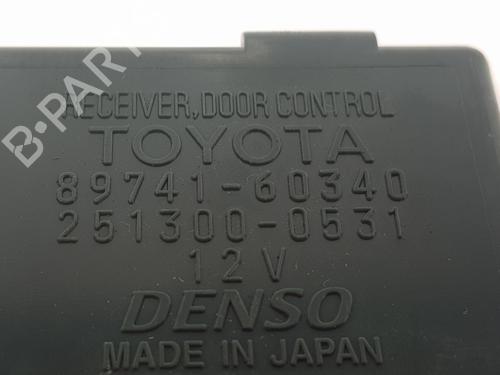 B-PARTS
RECEIVER, DOOR CONTROL
TOYOTA
89741-60340
251300-0531
12V
DENSO
MADE IN JAPAN